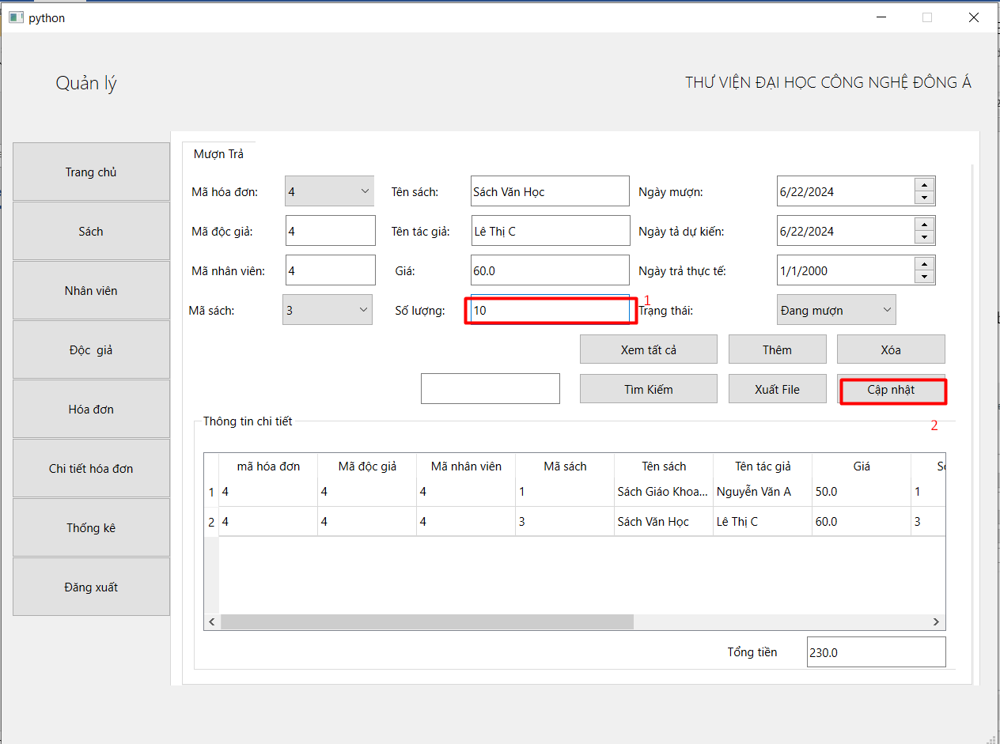 python
Quản lý
THƯ VIỆN ĐẠI HỌC CÔNG NGHỆ ĐÔNG Á
Trang chủ
Sách
Nhân viên
Độc giả
Hóa đơn
Chi tiết hóa đơn
Thống kê
Đăng xuất
Mượn Trả
Mã hóa đơn: 4 Tên sách: Sách Văn Học Ngày mượn: 6/22/2024
Mã độc giả: 4 Tên tác giả: Lê Thị C Ngày tả dự kiến: 6/22/2024
Mã nhân viên: 4 Giá: 60.0 Ngày trả thực tế: 1/1/2000
Mã sách: 3 Số lượng: 10 1 Trạng thái: Đang mượn
Xem tất cả Thêm Xóa
Tìm Kiếm Xuất File Cập nhật
2
Thông tin chi tiết
mã hóa đơn Mã độc giả Mã nhân viên Mã sách Tên sách Tên tác giả Giá
1 4 4 4 1 Sách Giáo Khoa... Nguyễn Văn A 50.0 1
2 4 4 4 3 Sách Văn Học Lê Thị C 60.0 3
Tổng tiền 230.0